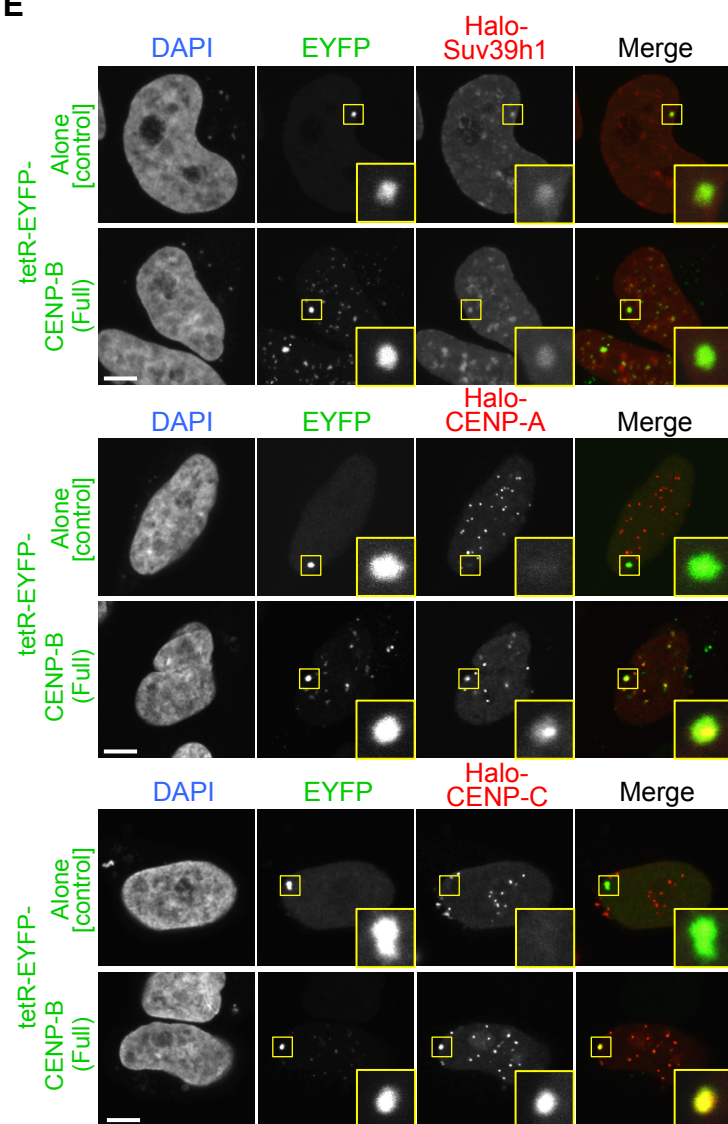 E
DAPI
EYFP
Halo-
Suv39h1
Merge
tetR-EYFP-
Alone
[control]
CENP-B
(Full)
DAPI
EYFP
Halo-
CENP-A
Merge
tetR-EYFP-
Alone
[control]
CENP-B
(Full)
DAPI
EYFP
Halo-
CENP-C
Merge
tetR-EYFP-
Alone
[control]
CENP-B
(Full)